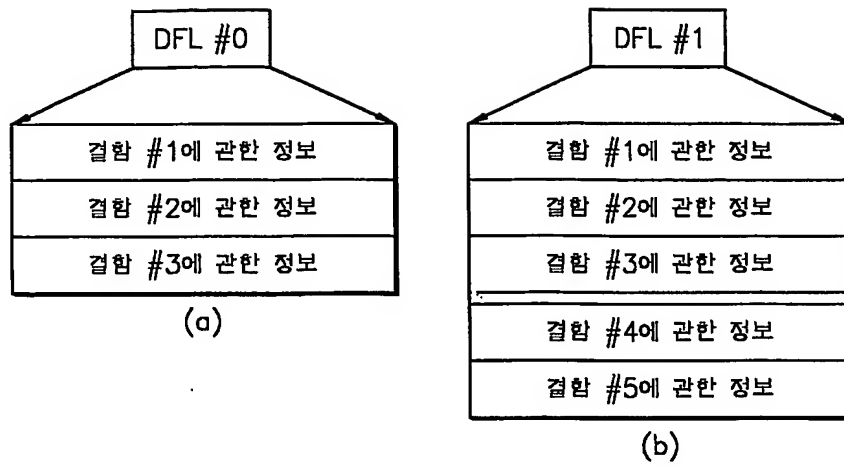 DFL #0
결함 #1에 관한 정보
결함 #2에 관한 정보
결함 #3에 관한 정보
(a)
DFL #1
결함 #1에 관한 정보
결함 #2에 관한 정보
결함 #3에 관한 정보
결함 #4에 관한 정보
결함 #5에 관한 정보
(b)